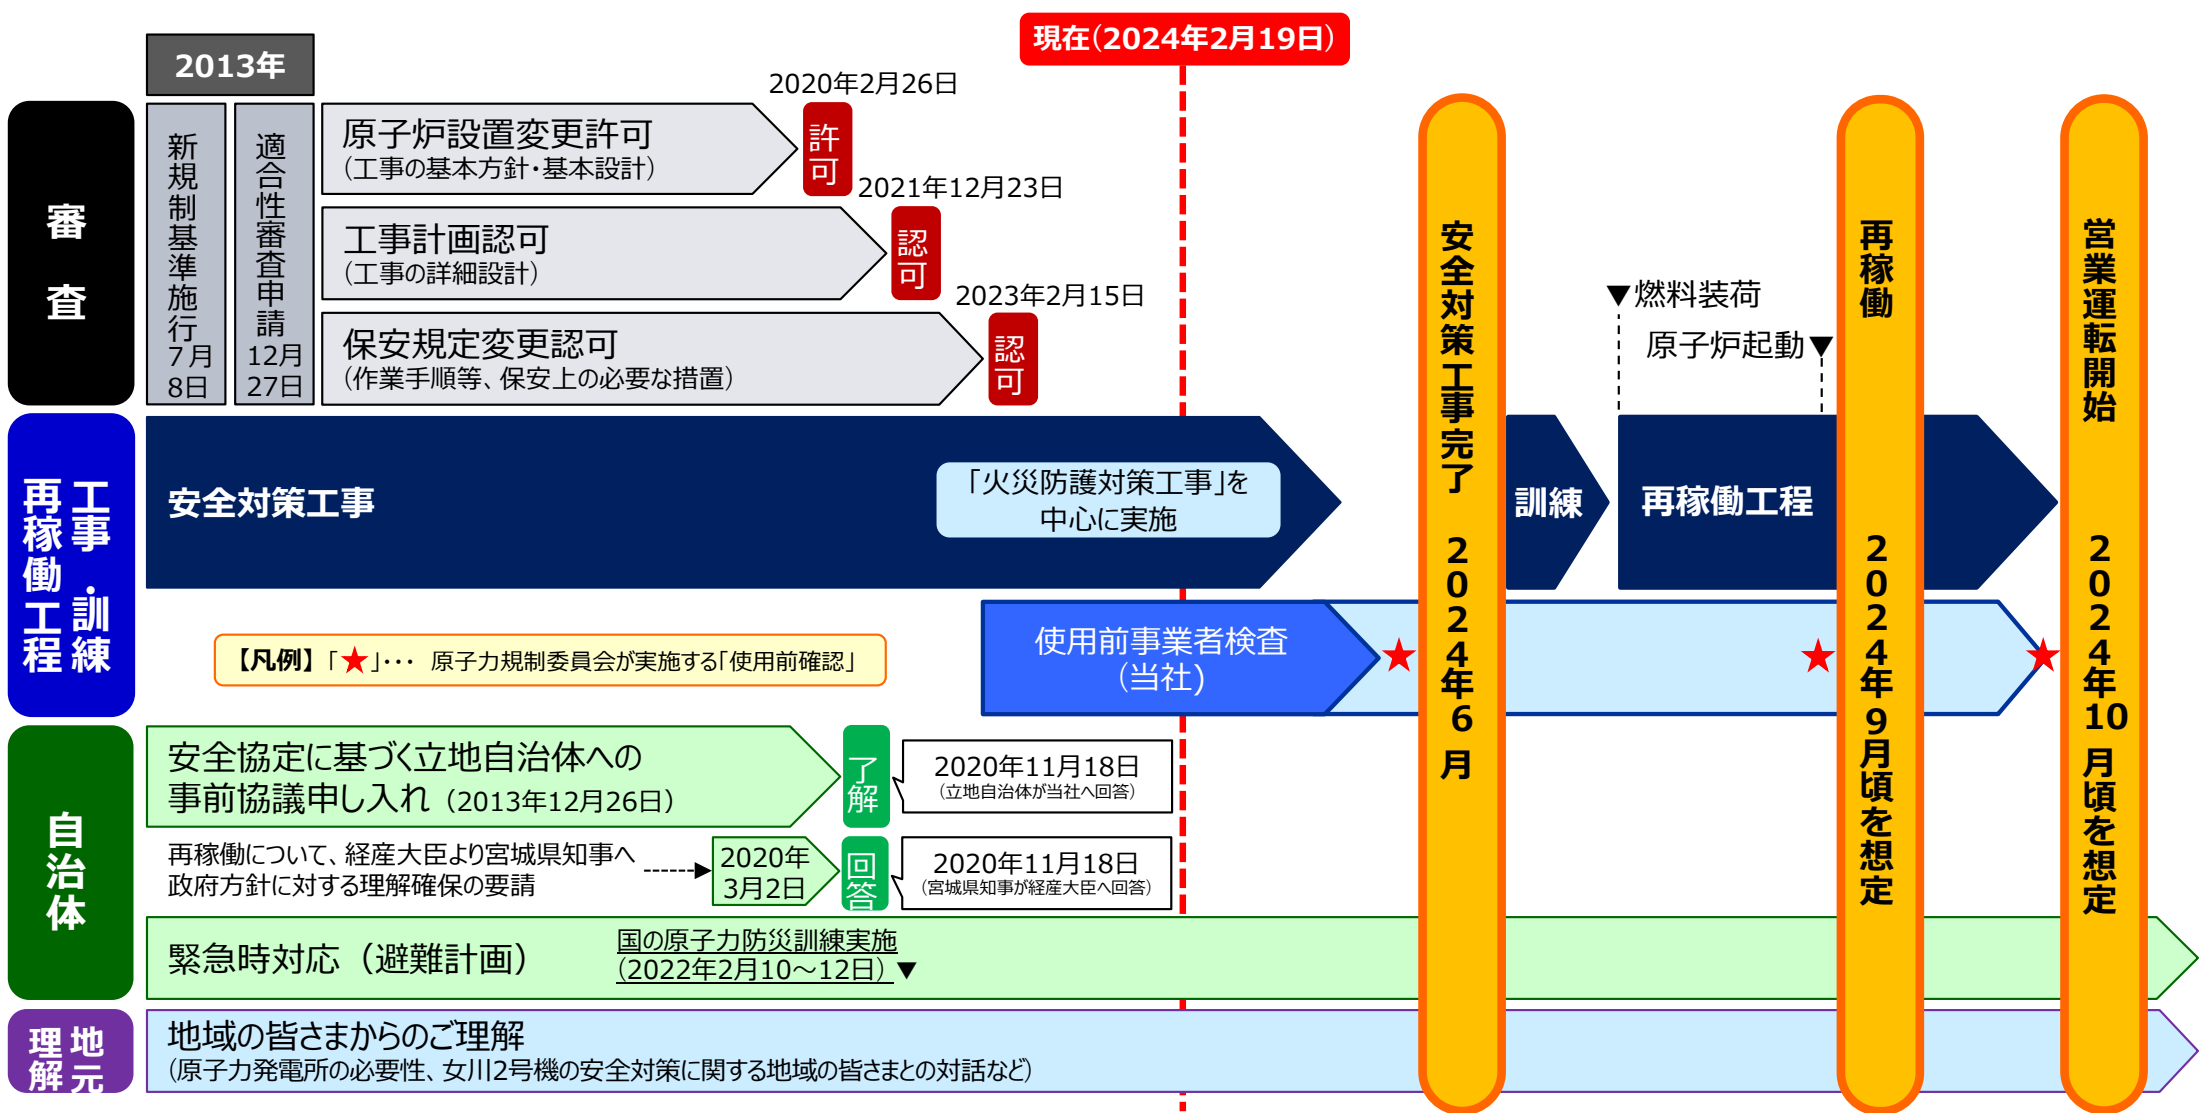 現在(2024年2月19日)
2013年
審査
新規制基準施行
7月
8日
適合性審査申請
12月
27日
原子炉設置変更許可
(工事の基本方針・基本設計)
2020年2月26日
許可
工事計画認可
(工事の詳細設計)
2021年12月23日
認可
保安規定変更認可
(作業手順等、保安上の必要な措置)
2023年2月15日
認可
安全対策工事完了 2024年6月
再稼働 2024年9月頃を想定
営業運転開始 2024年10月頃を想定
▼燃料装荷
原子炉起動▼
工事・訓練
再稼働工程
安全対策工事
「火災防護対策工事」を
中心に実施
訓練
再稼働工程
【凡例】「★」・・・ 原子力規制委員会が実施する「使用前確認」
使用前事業者検査
(当社)
★
★
★
自治体
安全協定に基づく立地自治体への
事前協議申し入れ(2013年12月26日)
了解
2020年11月18日
(立地自治体が当社へ回答)
再稼働について、経産大臣より宮城県知事へ
政府方針に対する理解確保の要請
2020年
3月2日
回答
2020年11月18日
(宮城県知事が経産大臣へ回答)
緊急時対応(避難計画)
国の原子力防災訓練実施
(2022年2月10~12日)▼
地元
理解
地域の皆さまからのご理解
(原子力発電所の必要性、女川2号機の安全対策に関する地域の皆さまとの対話など)